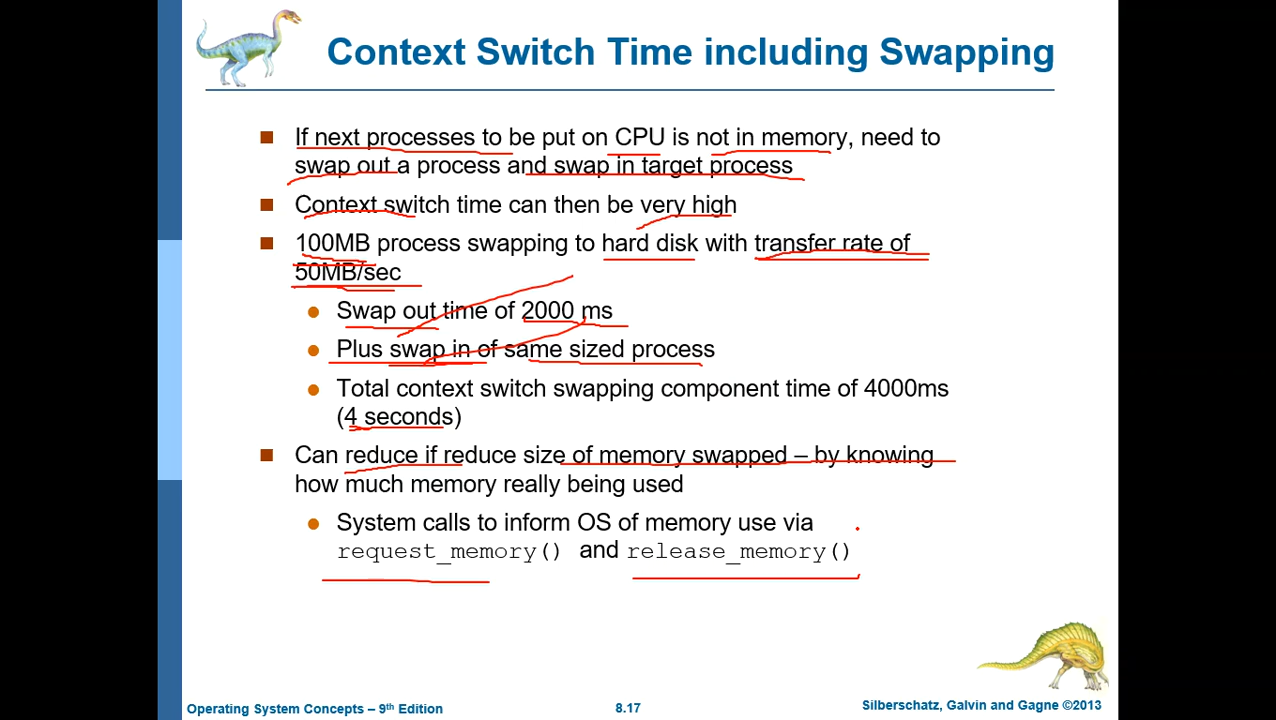 Context Switch Time including Swapping
If next processes to be put on CPU is not in memory, need to
swap out a process and swap in target process
Context switch time can then be very high
100MB process swapping to hard disk with transfer rate of
50MB/sec
Swap out time of 2000 ms
Plus swap in of same sized process
Total context switch swapping component time of 4000ms
(4 seconds)
Can reduce if reduce size of memory swapped – by knowing
how much memory really being used
System calls to inform OS of memory use via
request_memory() and release_memory()
Operating System Concepts – 9th Edition
8.17
Silberschatz, Galvin and Gagne ©2013